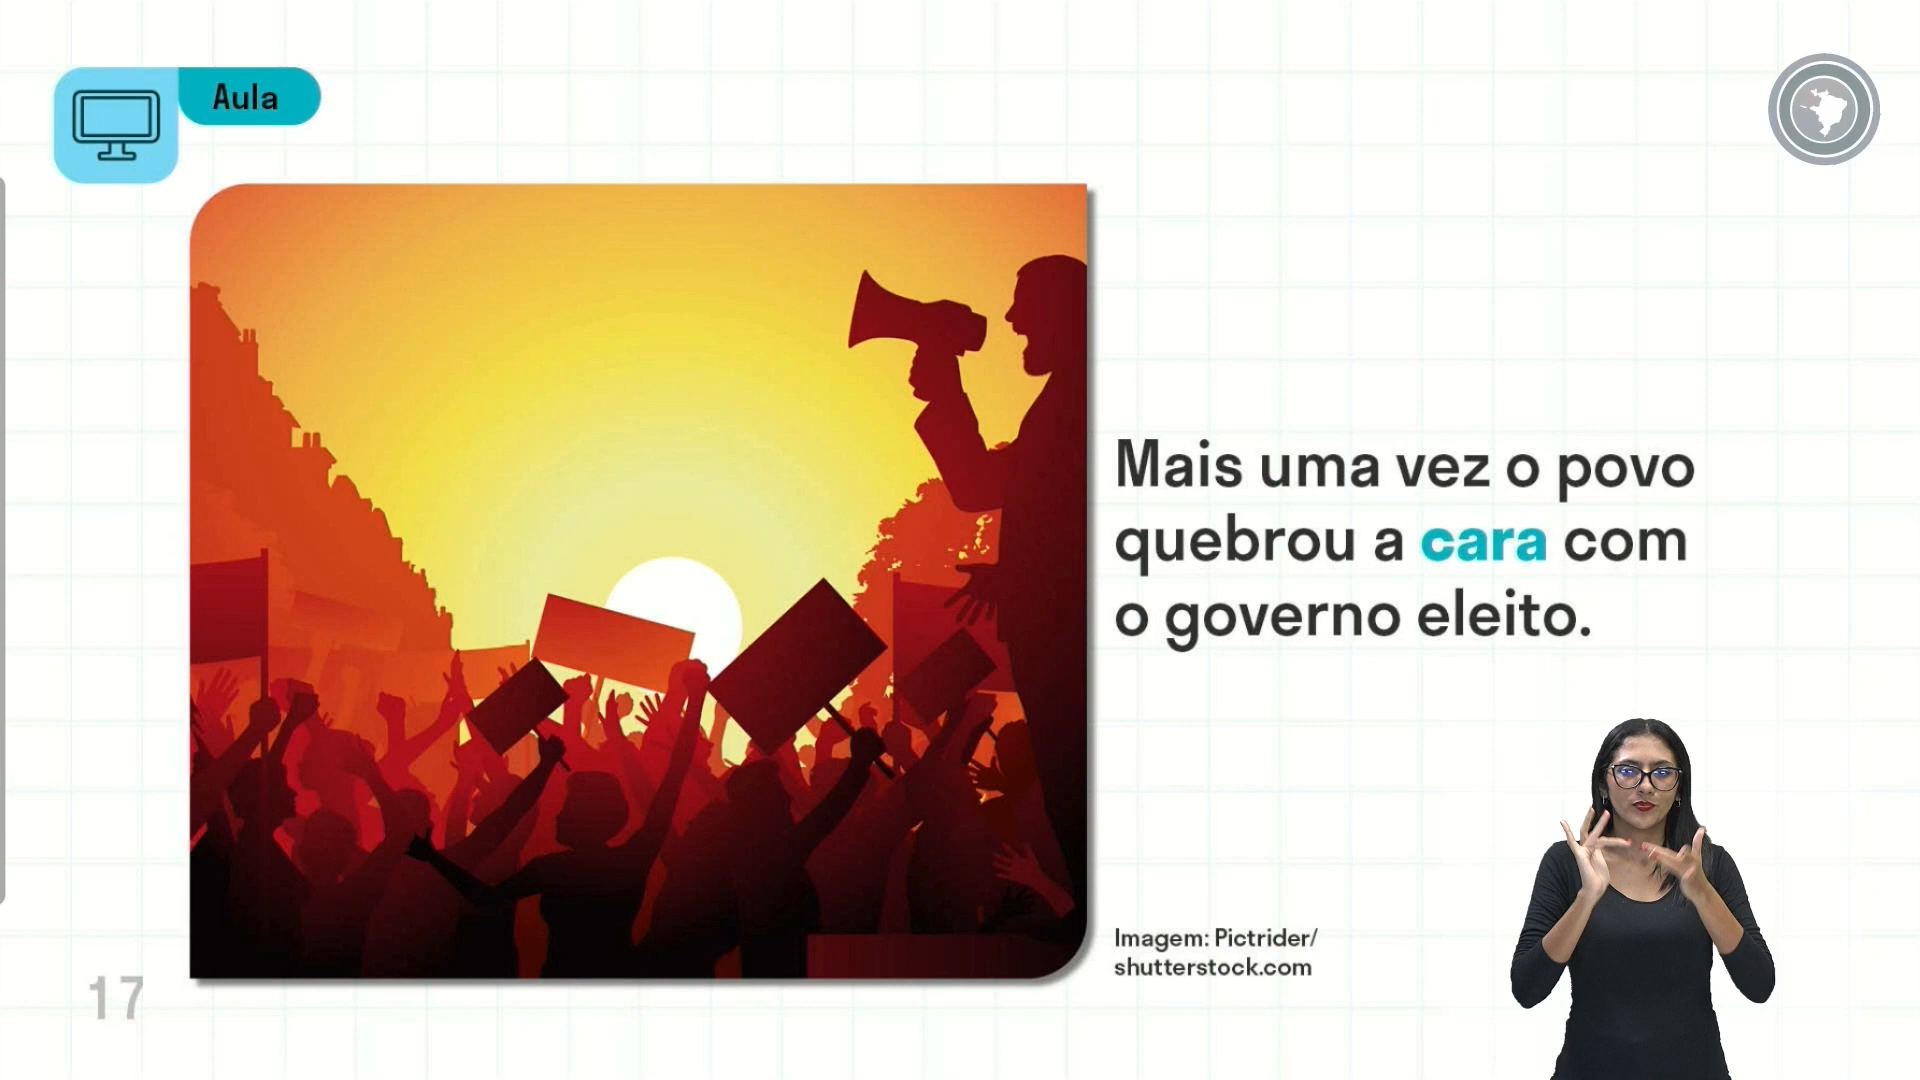 Aula
Mais uma vez o povo
quebrou a cara com
o governo eleito.
Imagem: Pictrider/
shutterstock.com
17